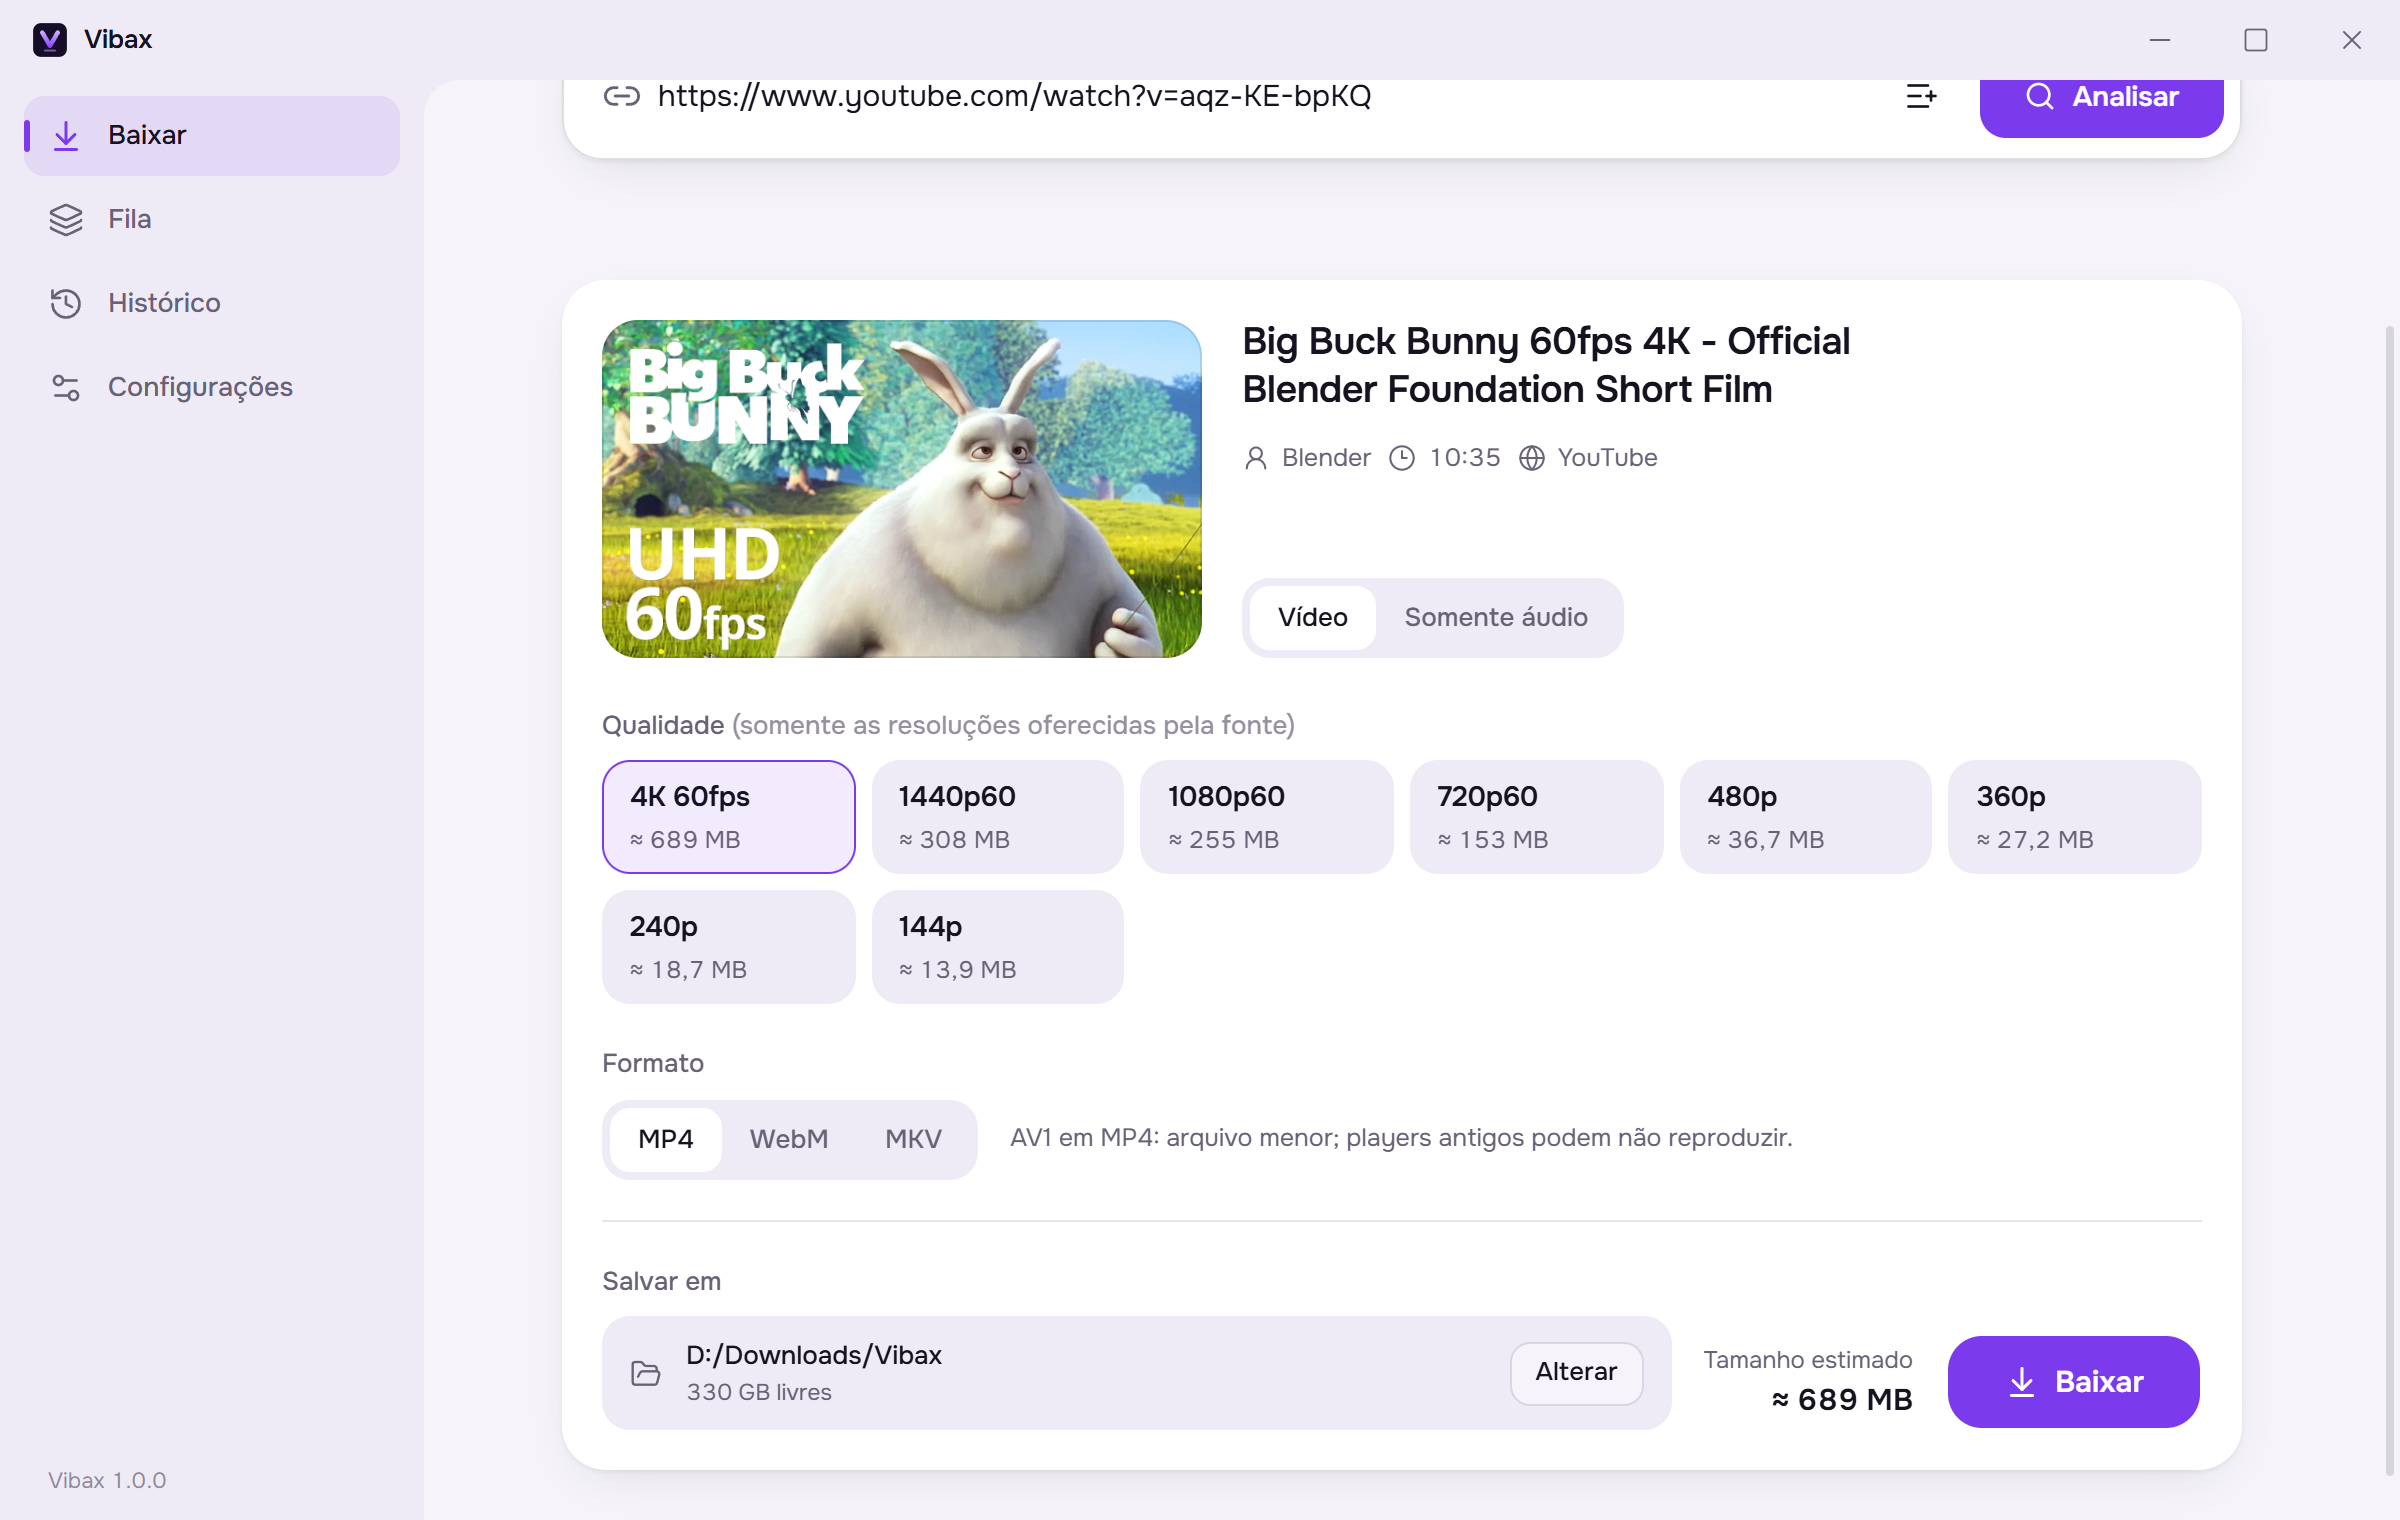 Vibax
https://www.youtube.com/watch?v=aqz-KE-bpKQ
Analisar
Baixar
Fila
Histórico
Configurações
Big Buck
BUNNY
UHD
60fps
Big Buck Bunny 60fps 4K - Official
Blender Foundation Short Film
Blender 10:35 YouTube
Vídeo Somente áudio
Qualidade (somente as resoluções oferecidas pela fonte)
4K 60fps 1440p60 1080p60 720p60 480p 360p
≈ 689 MB ≈ 308 MB ≈ 255 MB ≈ 153 MB ≈ 36,7 MB ≈ 27,2 MB
240p 144p
≈ 18,7 MB ≈ 13,9 MB
Formato
MP4 WebM MKV AV1 em MP4: arquivo menor; players antigos podem não reproduzir.
Salvar em
D:/Downloads/Vibax
330 GB livres
Alterar
Tamanho estimado
≈ 689 MB
Baixar
Vibax 1.0.0